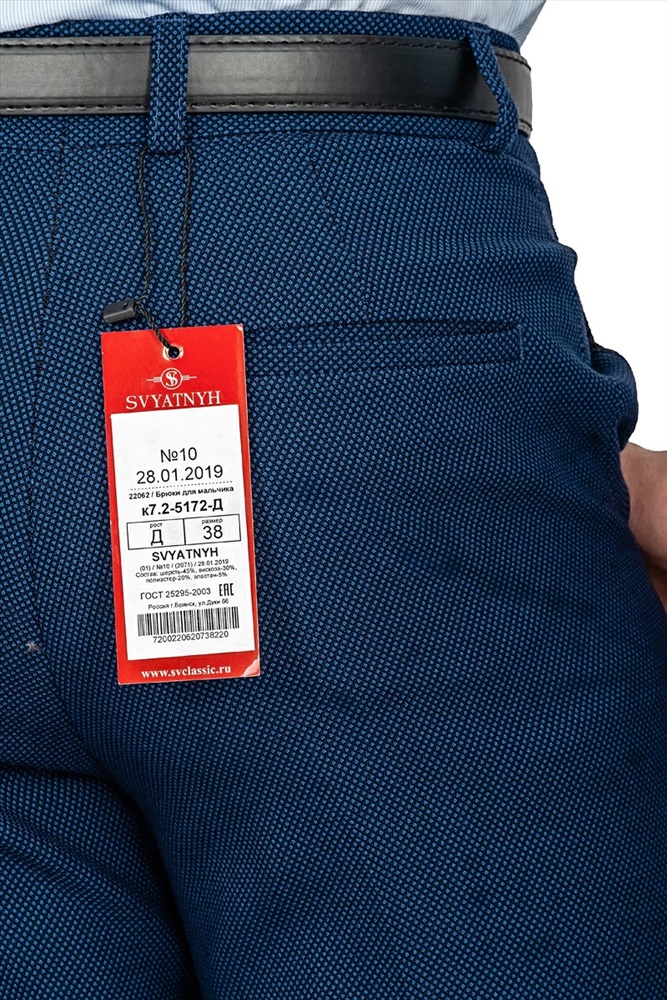 SVYATNYH
№10
28.01.2019
22062 / Брюки для мальчика
к7.2-5172-Д
рост размер
Д 38
SVYATNYH
(01) / №10 / (2071) / 28.01.2019
Состав: шерсть-45%, вискоза-30%,
полиэстер-20%, эластан-5%
ГОСТ 25295-2003 EAC
Россия г.Брянск, ул.Дуки 66
7200220620738220
www.svclassic.ru